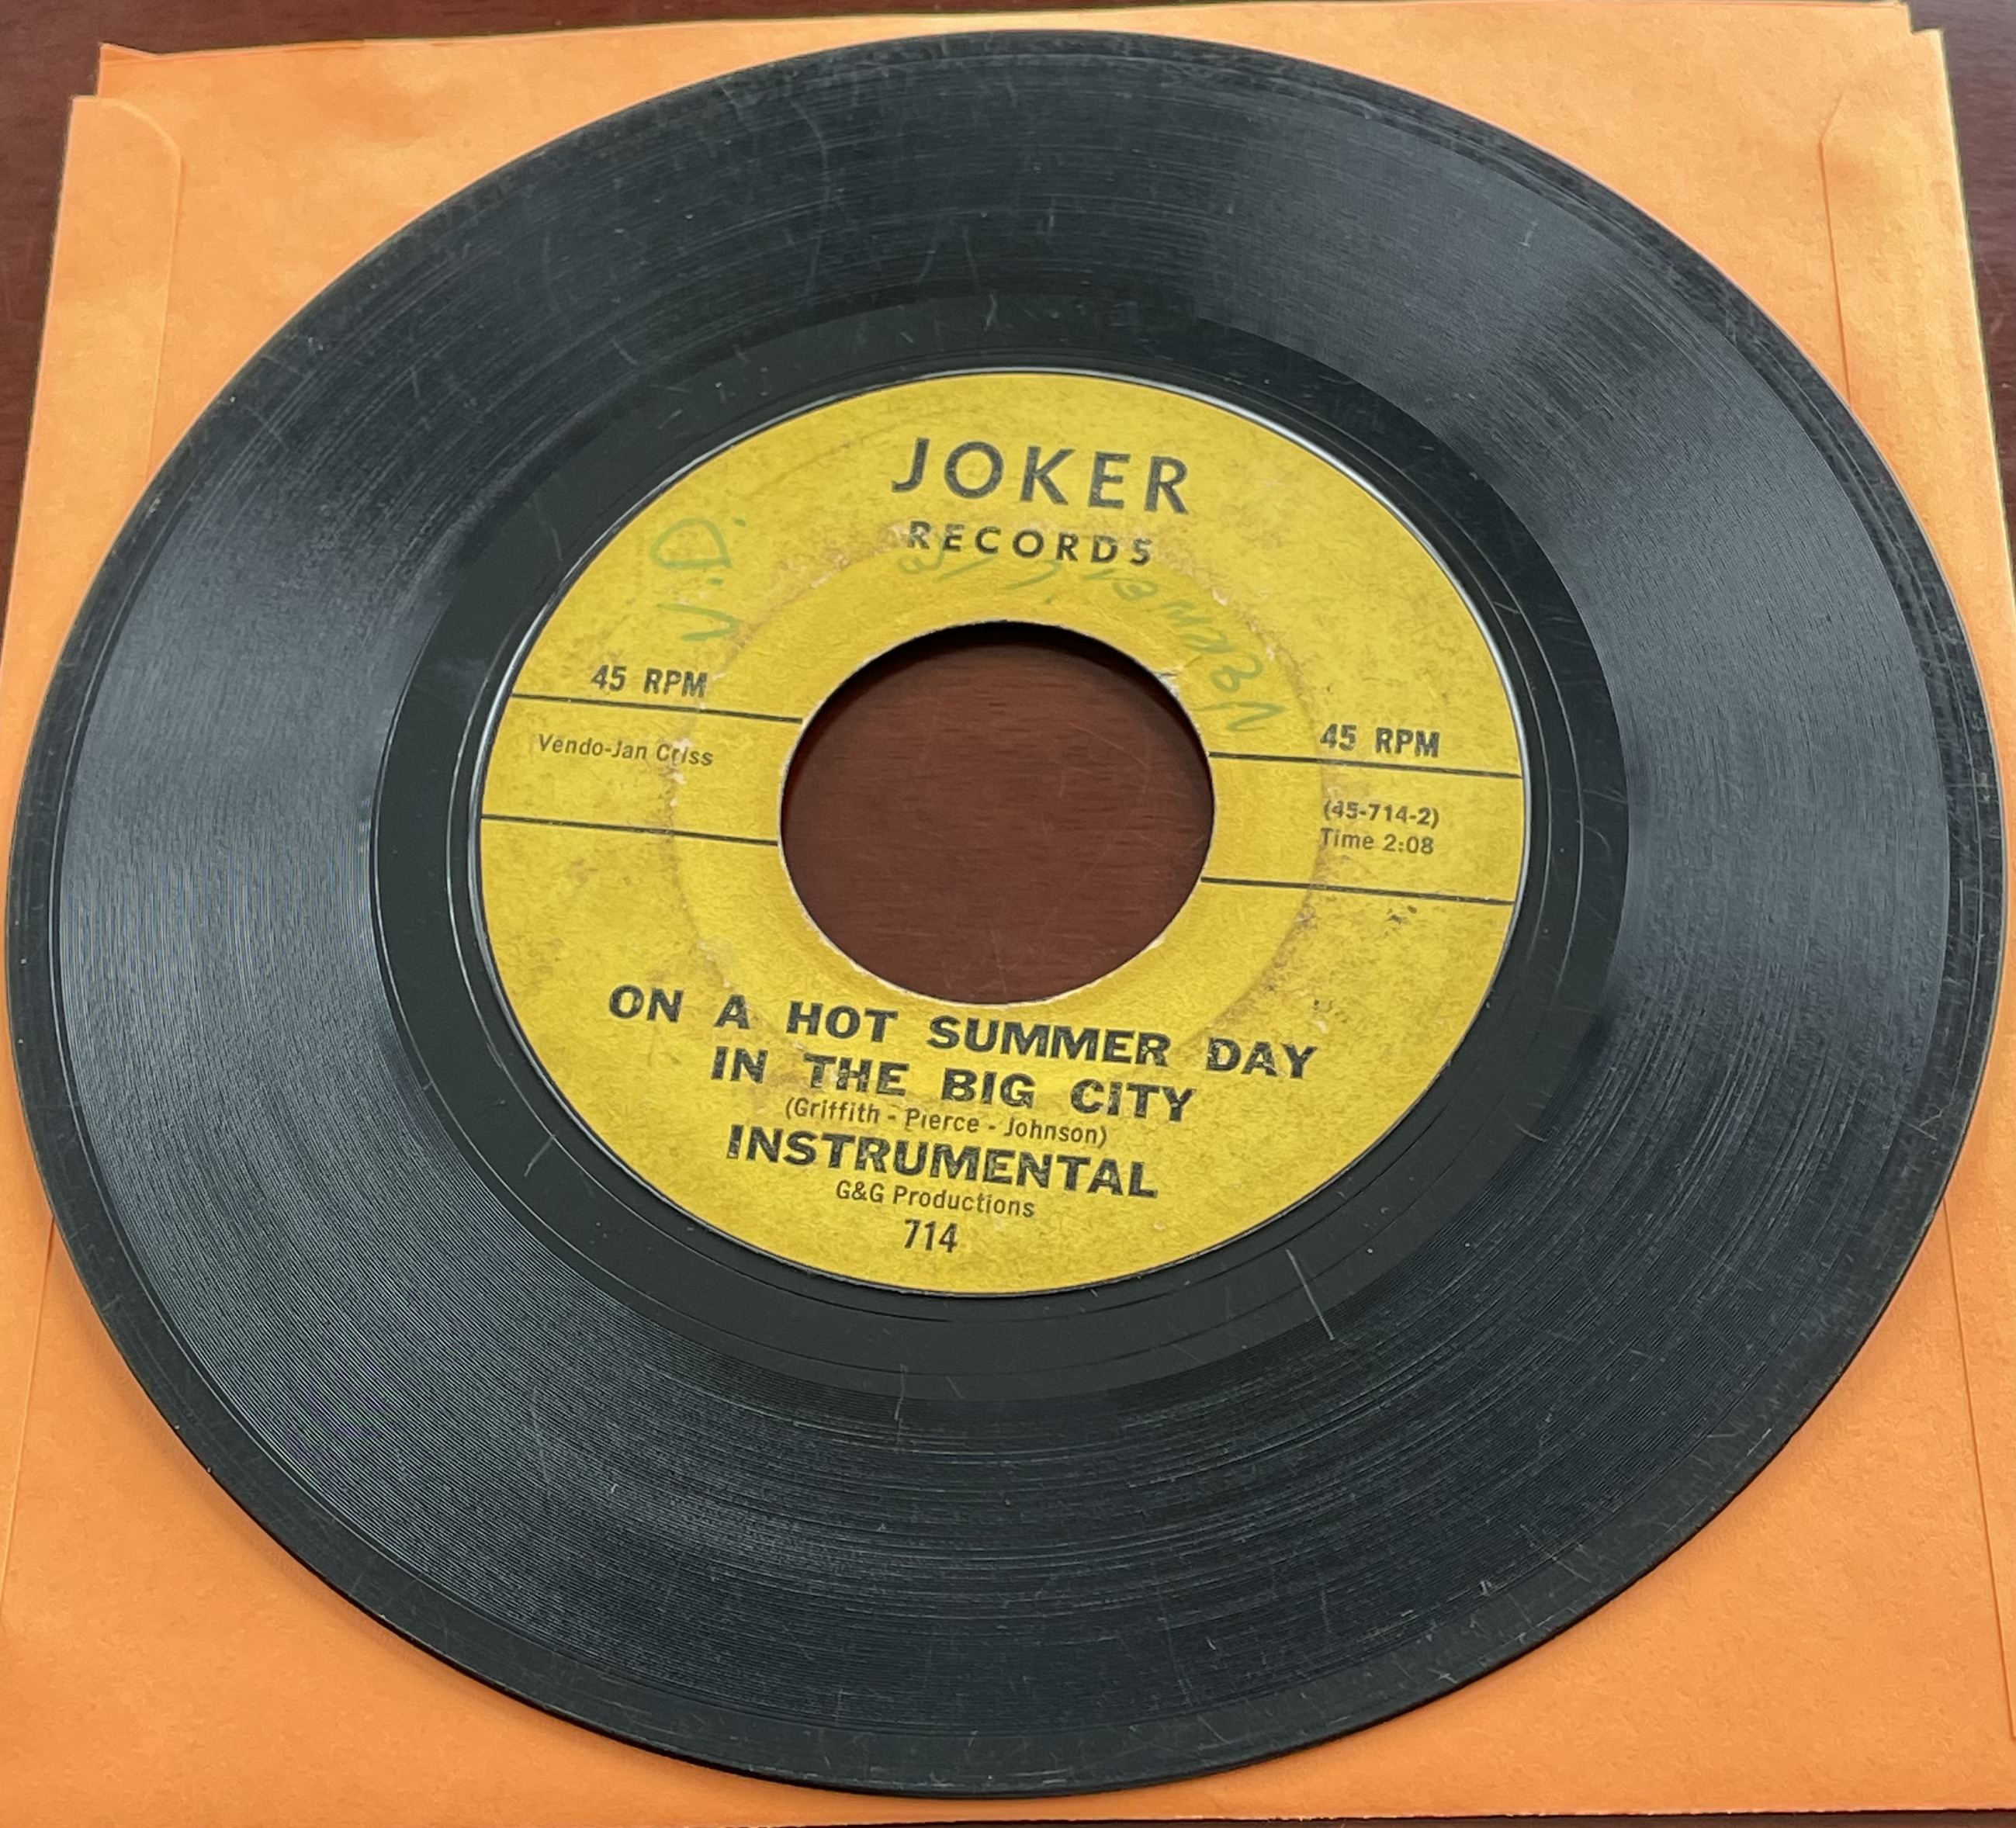 JOKER
RECORDS
V.D.
45 RPM
Vendo-Jan Criss
45 RPM
(45-714-2)
Time 2:08
ON A HOT SUMMER DAY
IN THE BIG CITY
(Griffith - Pierce - Johnson)
INSTRUMENTAL
G&G Productions
714